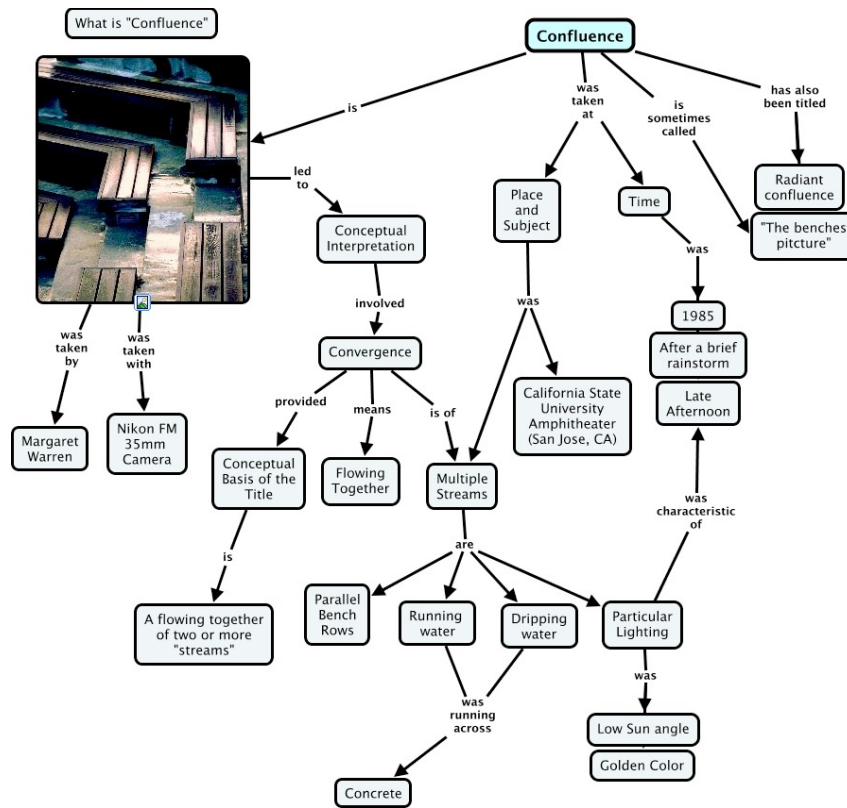 What is "Confluence"
Confluence
is
was
taken
at
is
sometimes
called
has also
been titled
led
to
Place
and
Subject
Time
Radiant
confluence
"The benches
pitcture"
Conceptual
Interpretation
was
was
involved
1985
After a brief
rainstorm
Late
Afternoon
was
taken
by
was
taken
with
Convergence
provided
means
is of
California State
University
Amphitheater
(San Jose, CA)
Margaret
Warren
Nikon FM
35mm
Camera
Conceptual
Basis of the
Title
Flowing
Together
Multiple
Streams
was
characteristic
of
is
are
A flowing together
of two or more
"streams"
Parallel
Bench
Rows
Running
water
Dripping
water
Particular
Lighting
was
running
across
was
Low Sun angle
Golden Color
Concrete